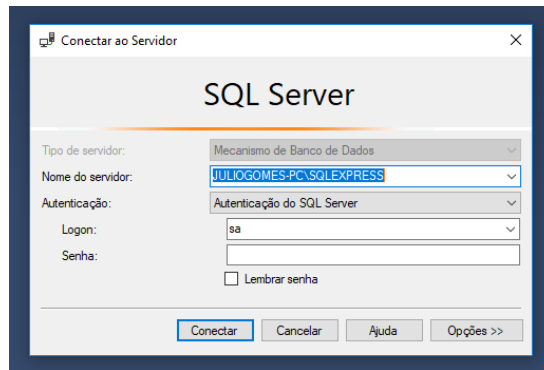 Conectar ao Servidor
SQL Server
Tipo de servidor: Mecanismo de Banco de Dados
Nome do servidor: JULIOGOMES-PC\SQLEXPRESS
Autenticação: Autenticação do SQL Server
Logon: sa
Senha:
Lembrar senha
Conectar Cancelar Ajuda Opções >>